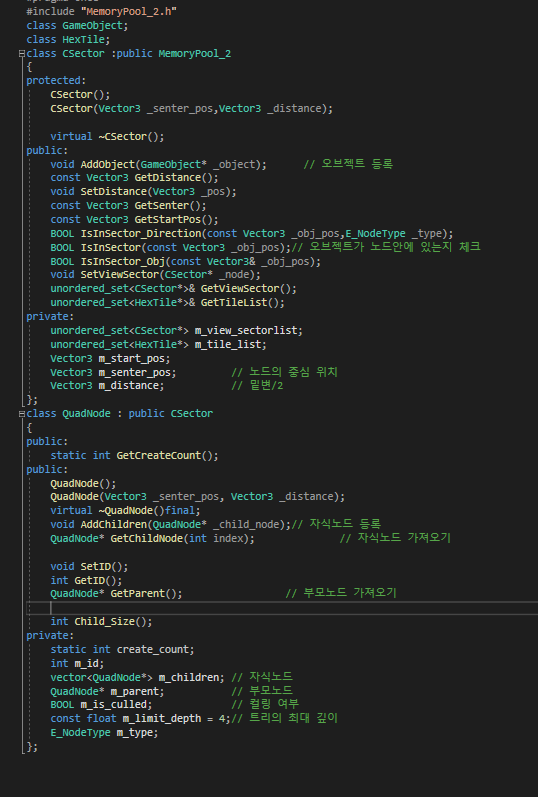 #include "MemoryPool_2.h"
class GameObject;
class HexTile;
class CSector :public MemoryPool_2
{
protected:
CSector();
CSector(Vector3 _senter_pos,Vector3 _distance);
virtual ~CSector();
public:
void AddObject(GameObject* _object); // 오브젝트 등록
const Vector3 GetDistance();
void SetDistance(Vector3 _pos);
const Vector3 GetSenter();
const Vector3 GetStartPos();
BOOL IsInSector_Direction(const Vector3 _obj_pos,E_NodeType _type);
BOOL IsInSector(const Vector3 _obj_pos);// 오브젝트가 노드안에 있는지 체크
BOOL IsInSector_Obj(const Vector3& _obj_pos);
void SetViewSector(CSector* _node);
unordered_set<CSector*>& GetViewSector();
unordered_set<HexTile*>& GetTileList();
private:
unordered_set<CSector*> m_view_sectorlist;
unordered_set<HexTile*> m_tile_list;
Vector3 m_start_pos;
Vector3 m_senter_pos; // 노드의 중심 위치
Vector3 m_distance; // 밑변/2
};
class QuadNode : public CSector
{
public:
static int GetCreateCount();
public:
QuadNode();
QuadNode(Vector3 _senter_pos, Vector3 _distance);
virtual ~QuadNode()final;
void AddChildren(QuadNode* _child_node);// 자식노드 등록
QuadNode* GetChildNode(int index); // 자식노드 가져오기
void SetID();
int GetID();
QuadNode* GetParent(); // 부모노드 가져오기
int Child_Size();
private:
static int create_count;
int m_id;
vector<QuadNode*> m_children; // 자식노드
QuadNode* m_parent; // 부모노드
BOOL m_is_culled; // 컬링 여부
const float m_limit_depth = 4;// 트리의 최대 깊이
E_NodeType m_type;
};